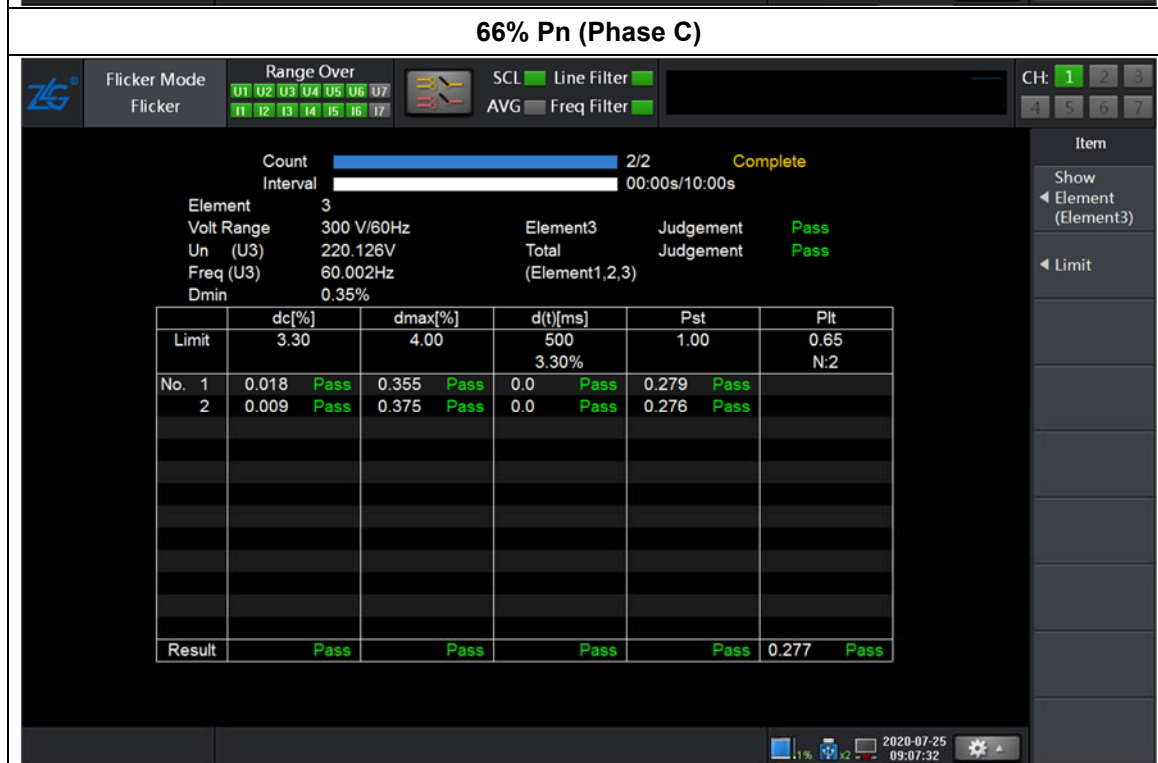 66% Pn (Phase C)
ZLG®
Flicker Mode
Flicker
Range Over
U1 U2 U3 U4 U5 U6 U7
I1 I2 I3 I4 I5 I6 I7
SCL Line Filter
AVG Freq Filter
CH: 1 2 3
4 5 6 7
Count 2/2 Complete
Interval 00:00s/10:00s
Element 3
Volt Range 300 V/60Hz Element3 Judgement Pass
Un (U3) 220.126V Total Judgement Pass
Freq (U3) 60.002Hz (Element1,2,3)
Dmin 0.35%
dc[%] dmax[%] d(t)[ms] Pst Plt
Limit 3.30 4.00 500 1.00 0.65
3.30% N:2
No. 1 0.018 Pass 0.355 Pass 0.0 Pass 0.279 Pass
2 0.009 Pass 0.375 Pass 0.0 Pass 0.276 Pass
Result Pass Pass Pass Pass 0.277 Pass
Item
Show
Element
(Element3)
Limit
1% x2 2020-07-25
09:07:32